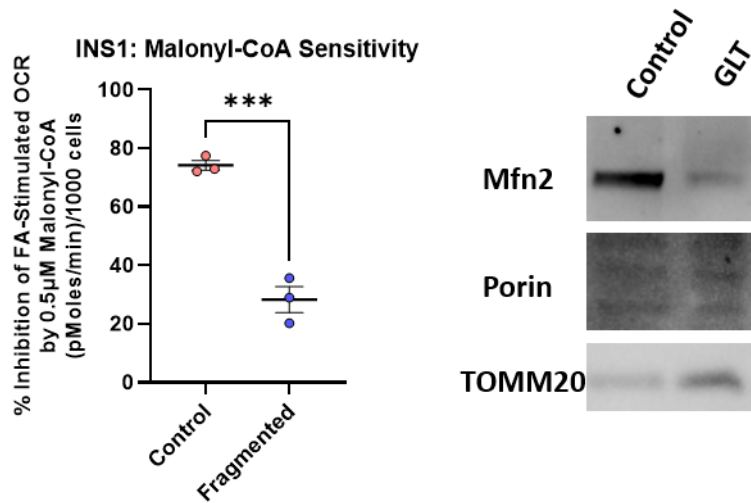 INS1: Malonyl-CoA Sensitivity
% Inhibition of FA-Stimulated OCR
by 0.5µM Malonyl-CoA
(pMoles/min)/1000 cells
100
80
60
40
20
0
***
Control
Fragmented
Control
GLT
Mfn2
Porin
TOMM20